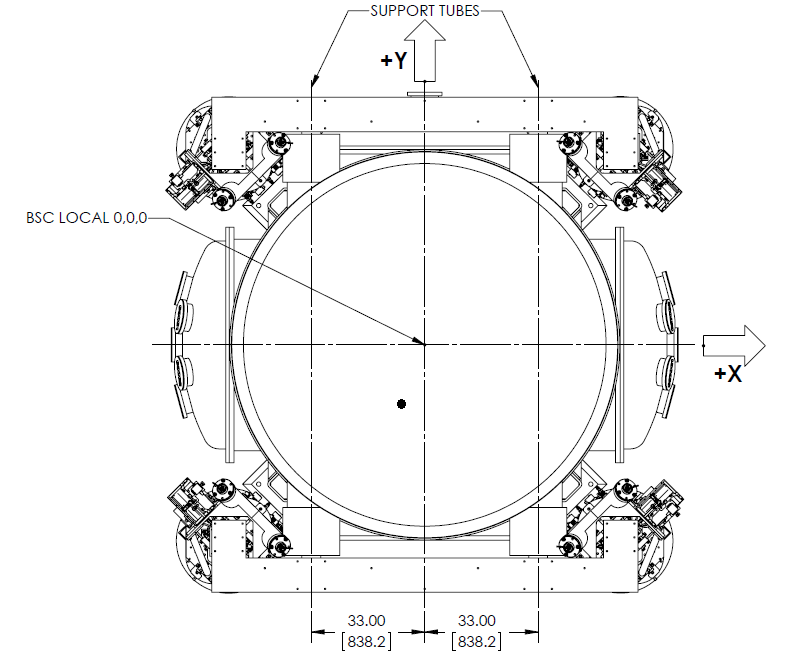 SUPPORT TUBES
+Y
BSC LOCAL 0,0,0
+X
33.00
[838.2]
33.00
[838.2]